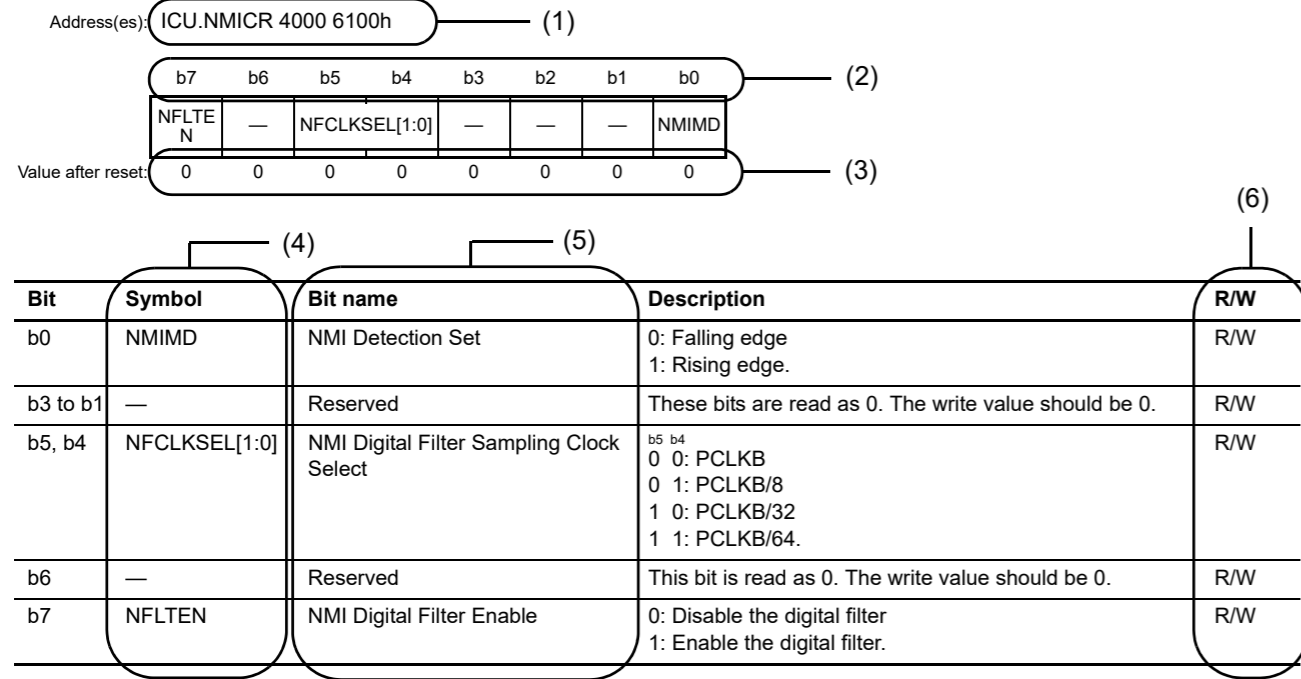 Address(es): ICU.NMICR 4000 6100h (1)
b7 b6 b5 b4 b3 b2 b1 b0 (2)
NFLTE
N — NFCLKSEL[1:0] — — — NMIMD
Value after reset: 0 0 0 0 0 0 0 0 (3)
(6)
(4) (5)
Bit Symbol Bit name Description R/W
b0 NMIMD NMI Detection Set 0: Falling edge R/W
1: Rising edge.
b3 to b1 — Reserved These bits are read as 0. The write value should be 0. R/W
b5, b4 NFCLKSEL[1:0] NMI Digital Filter Sampling Clock b5 b4 R/W
Select 0 0: PCLKB
0 1: PCLKB/8
1 0: PCLKB/32
1 1: PCLKB/64.
b6 — Reserved This bit is read as 0. The write value should be 0. R/W
b7 NFLTEN NMI Digital Filter Enable 0: Disable the digital filter R/W
1: Enable the digital filter.